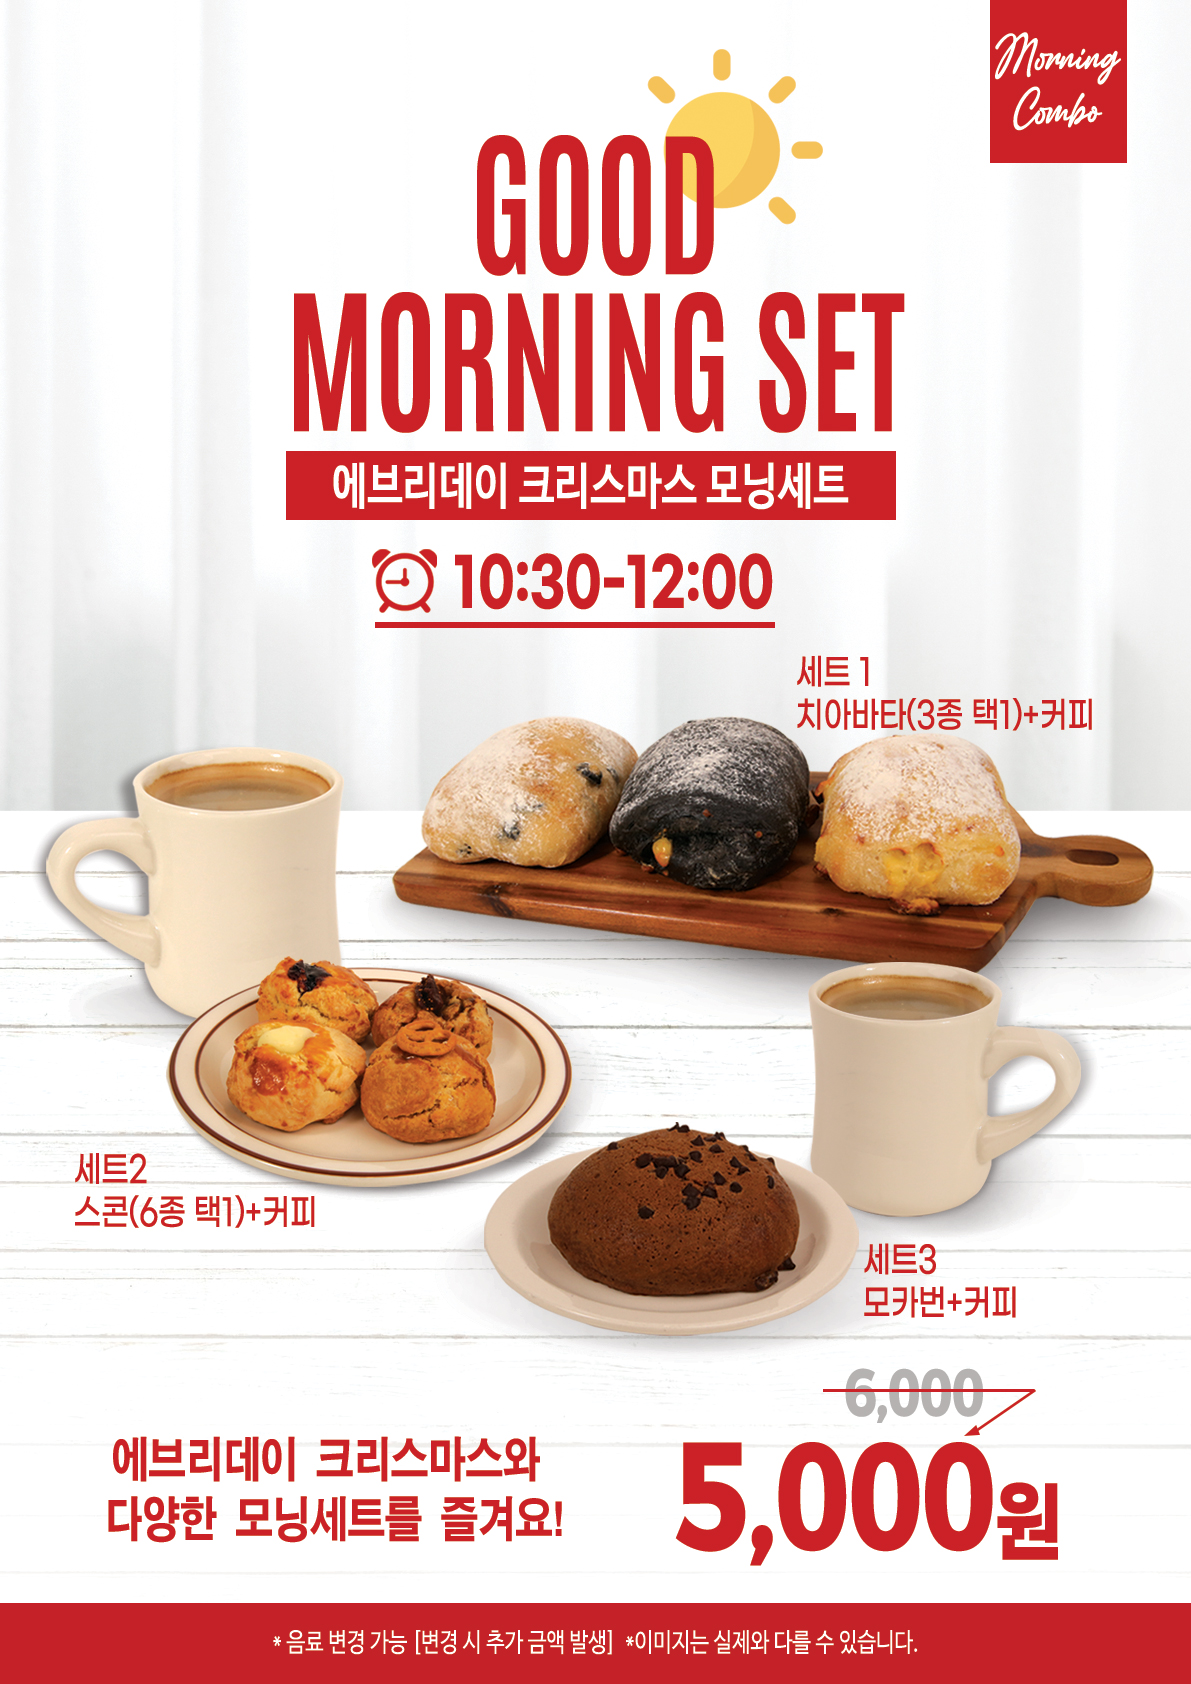 Morning
Combo
GOOD
MORNING SET
에브리데이 크리스마스 모닝세트
10:30-12:00
세트 1
치아바타(3종 택1)+커피
세트2
스콘(6종 택1)+커피
세트3
모카번+커피
6,000
에브리데이 크리스마스와
다양한 모닝세트를 즐겨요!
5,000원
* 음료 변경 가능 [변경 시 추가 금액 발생] *이미지는 실제와 다를 수 있습니다.